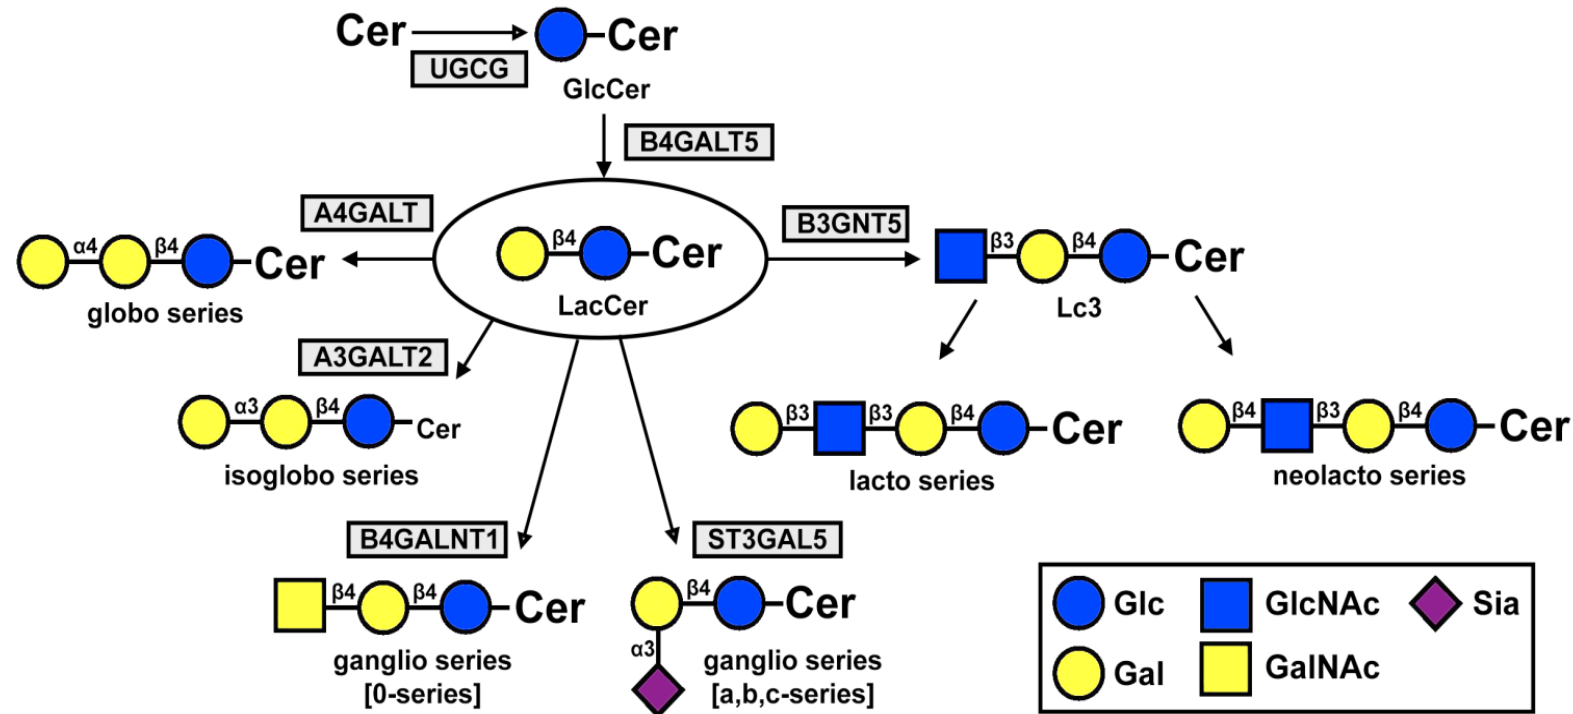 Cer
UGCG
Cer
GlcCer
B4GALT5
A4GALT
β4
Cer
LacCer
B3GNT5
α4
β4
Cer
globo series
β3
β4
Cer
Lc3
A3GALT2
α3
β4
Cer
isoglobo series
β3
β3
β4
Cer
lacto series
β4
β3
β4
Cer
neolacto series
B4GALNT1
β4
β4
Cer
ganglio series
[0-series]
ST3GAL5
β4
Cer
α3
ganglio series
[a,b,c-series]
Glc
GlcNAc
Sia
Gal
GalNAc